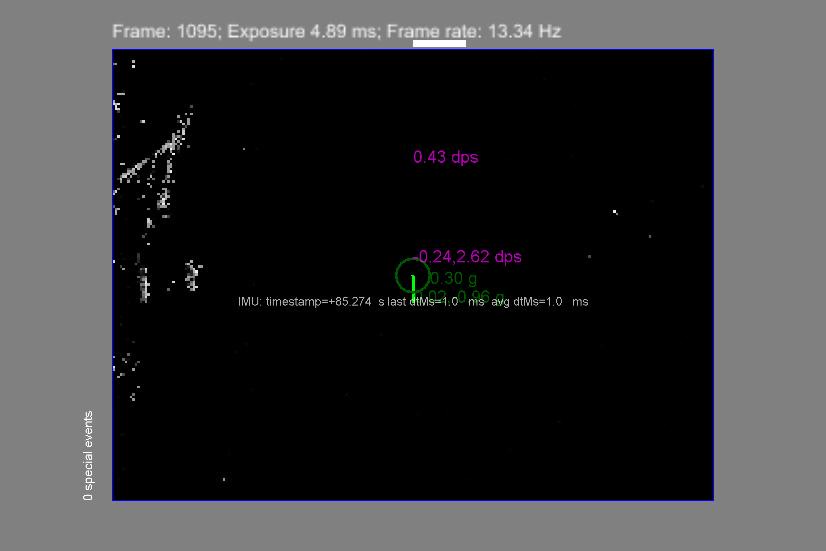 Frame: 1095; Exposure 4.89 ms; Frame rate: 13.34 Hz
0.43 dps
-0.24,2.62 dps
0.30 g
IMU: timestamp=+85.274 s last dtMs=1.0 ms avg dtMs=1.0 ms
0 special events